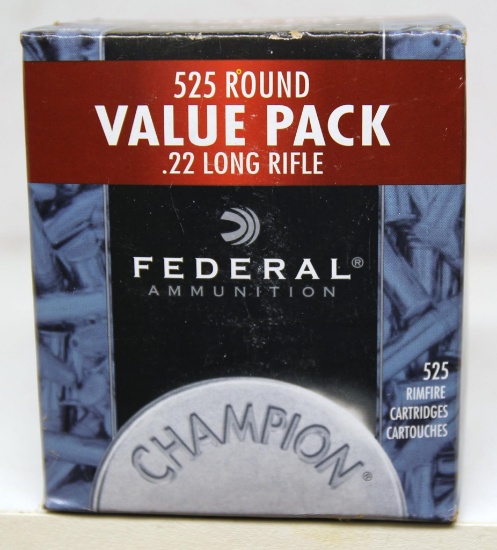 525 ROUND
VALUE PACK
.22 LONG RIFLE
FEDERAL®
AMMUNITION
525
RIMFIRE
CARTRIDGES
CARTOUCHES
CHAMPION®